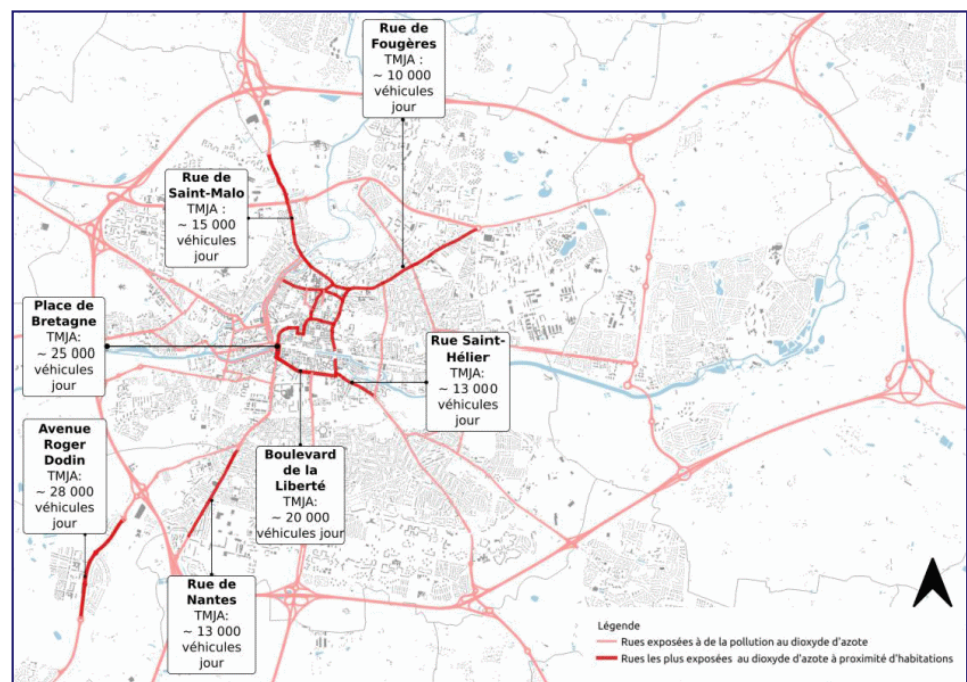 Rue de
Fougères
TMJA :
~ 10 000
véhicules
jour
Rue de
Saint-Malo
TMJA :
~ 15 000
véhicules
jour
Place de
Bretagne
TMJA:
~ 25 000
véhicules
jour
Rue Saint-
Hélier
TMJA:
~ 13 000
véhicules
jour
Avenue
Roger
Dodin
TMJA:
~ 28 000
véhicules
jour
Boulevard
de la
Liberté
TMJA:
~ 20 000
véhicules jour
Rue de
Nantes
TMJA:
~ 13 000
véhicules
jour
Légende
Rues exposées à de la pollution au dioxyde d'azote
Rues les plus exposées au dioxyde d'azote à proximité d'habitations